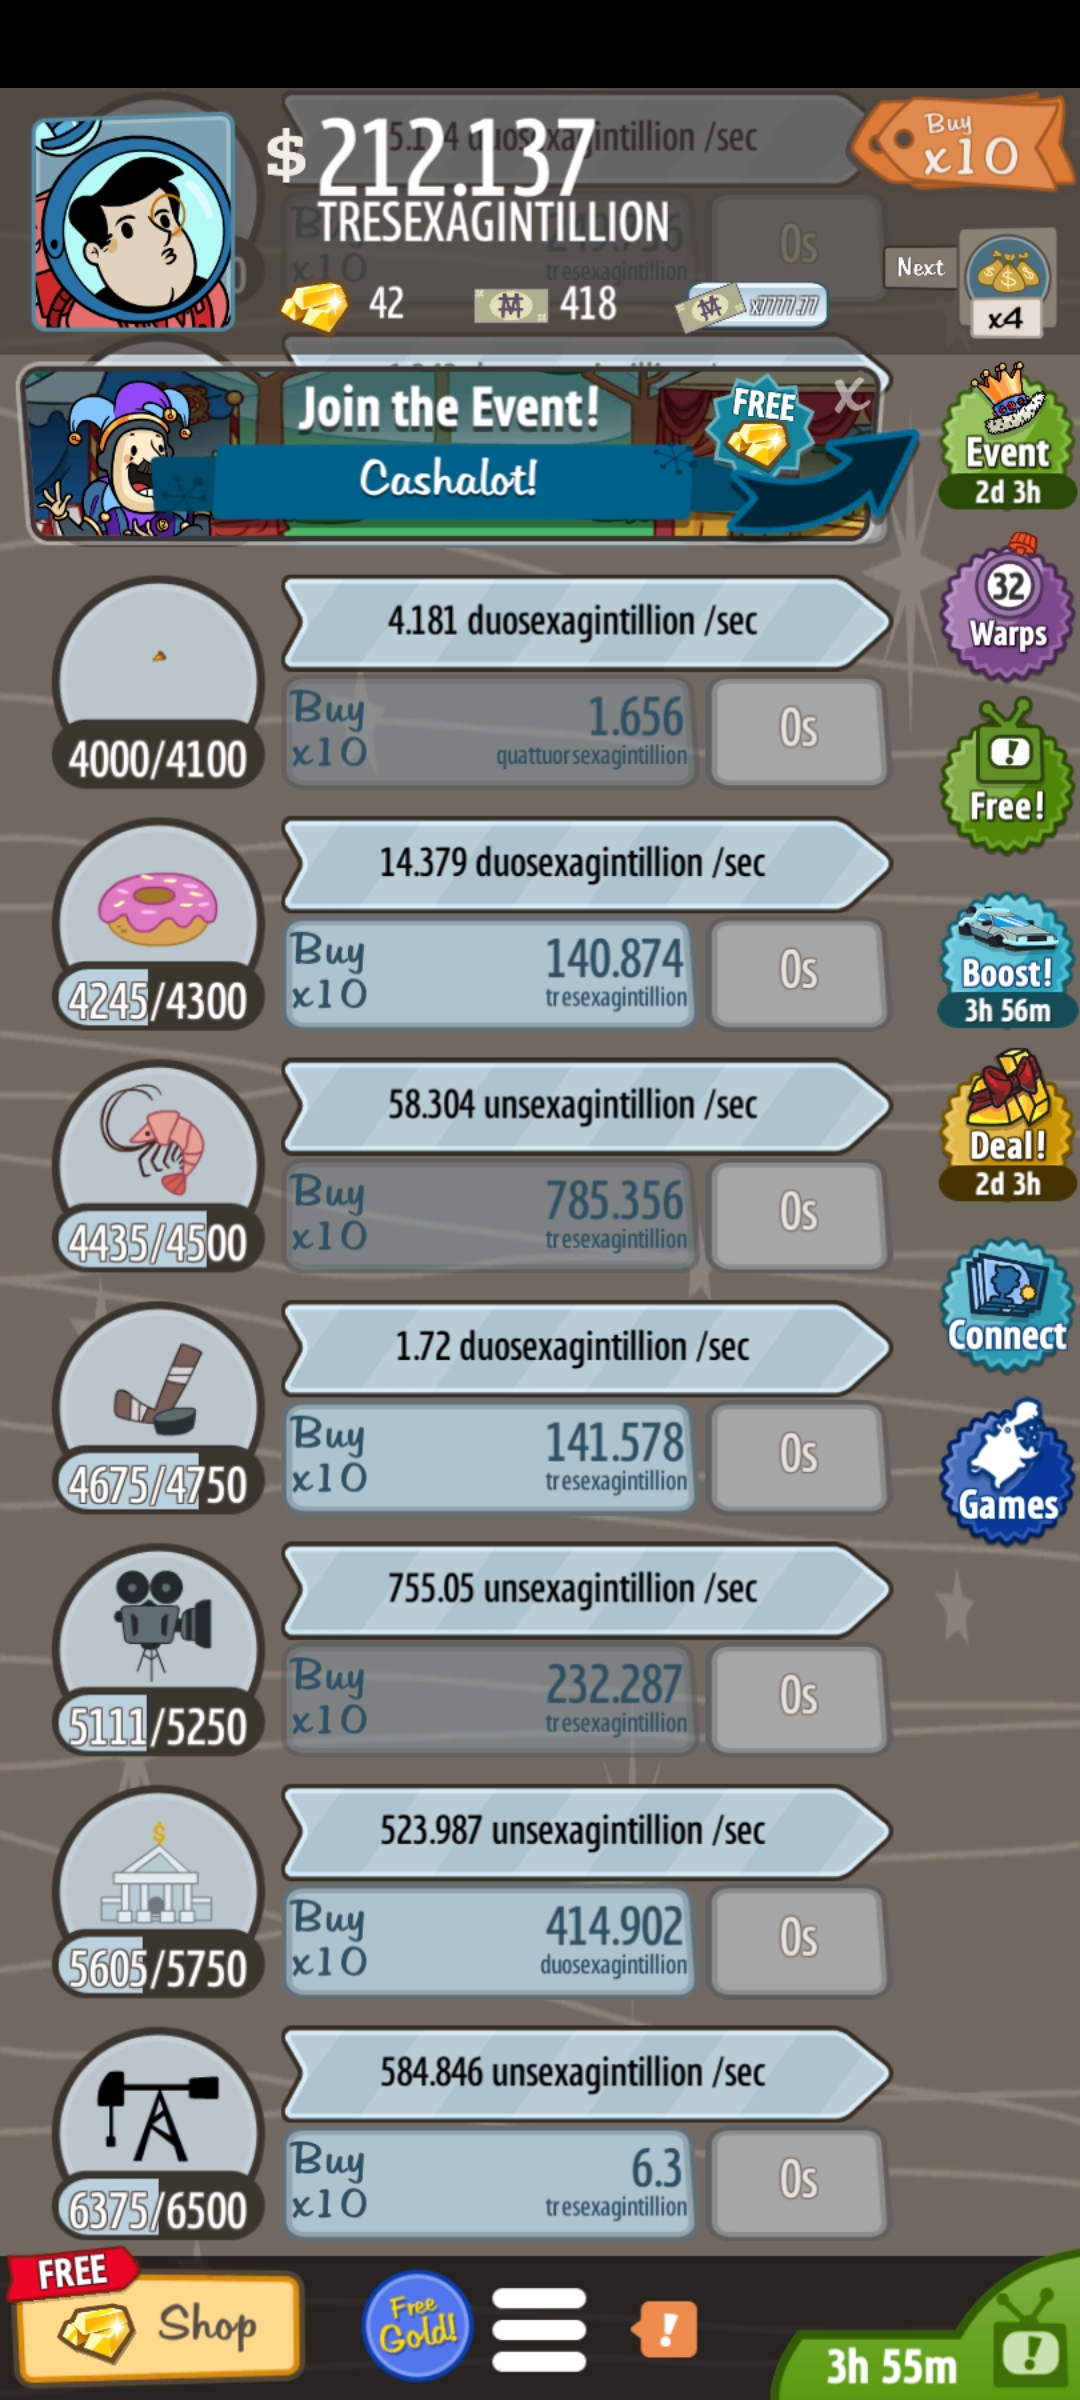 $212.137
TRESEXAGINTILLION
Buy
x10
42
418
x7777.77
Next
x4
Join the Event!
Cashalot!
FREE
X
Event
2d 3h
4.181 duosexagintillion /sec
Buy
x10
1.656
quattuorsexagintillion
0s
4000/4100
32
Warps
Free!
14.379 duosexagintillion /sec
Buy
x10
140.874
tresexagintillion
0s
4245/4300
Boost!
3h 56m
58.304 unsexagintillion /sec
Buy
x10
785.356
tresexagintillion
0s
4435/4500
Deal!
2d 3h
1.72 duosexagintillion /sec
Buy
x10
141.578
tresexagintillion
0s
4675/4750
Connect
Games
755.05 unsexagintillion /sec
Buy
x10
232.287
tresexagintillion
0s
5111/5250
523.987 unsexagintillion /sec
Buy
x10
414.902
duosexagintillion
0s
5605/5750
584.846 unsexagintillion /sec
Buy
x10
6.3
tresexagintillion
0s
6375/6500
FREE
Shop
Free
Gold!
!
3h 55m